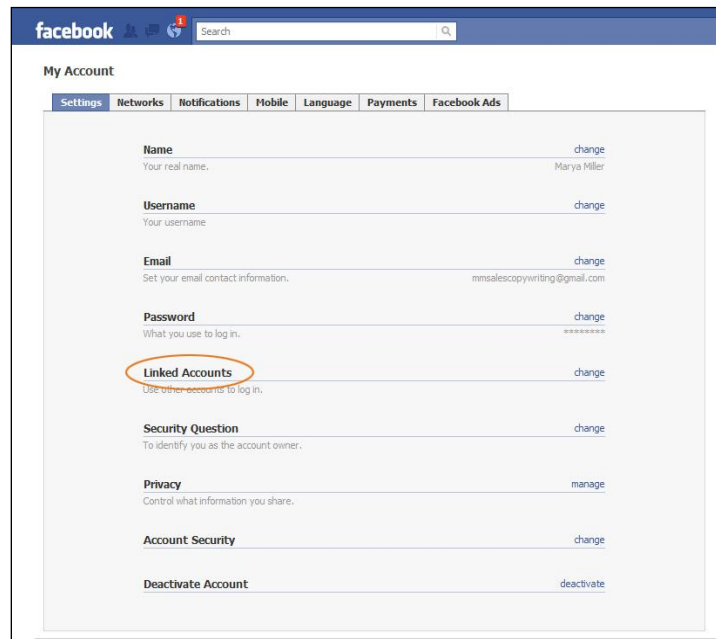 facebook 1 Search
My Account
Settings Networks Notifications Mobile Language Payments Facebook Ads
Name change
Your real name. Marya Miller
Username change
Your username
Email change
Set your email contact information. mmsalescopywriting@gmail.com
Password change
What you use to log in. ********
Linked Accounts change
Use other accounts to log in.
Security Question change
To identify you as the account owner.
Privacy manage
Control what information you share.
Account Security change
Deactivate Account deactivate